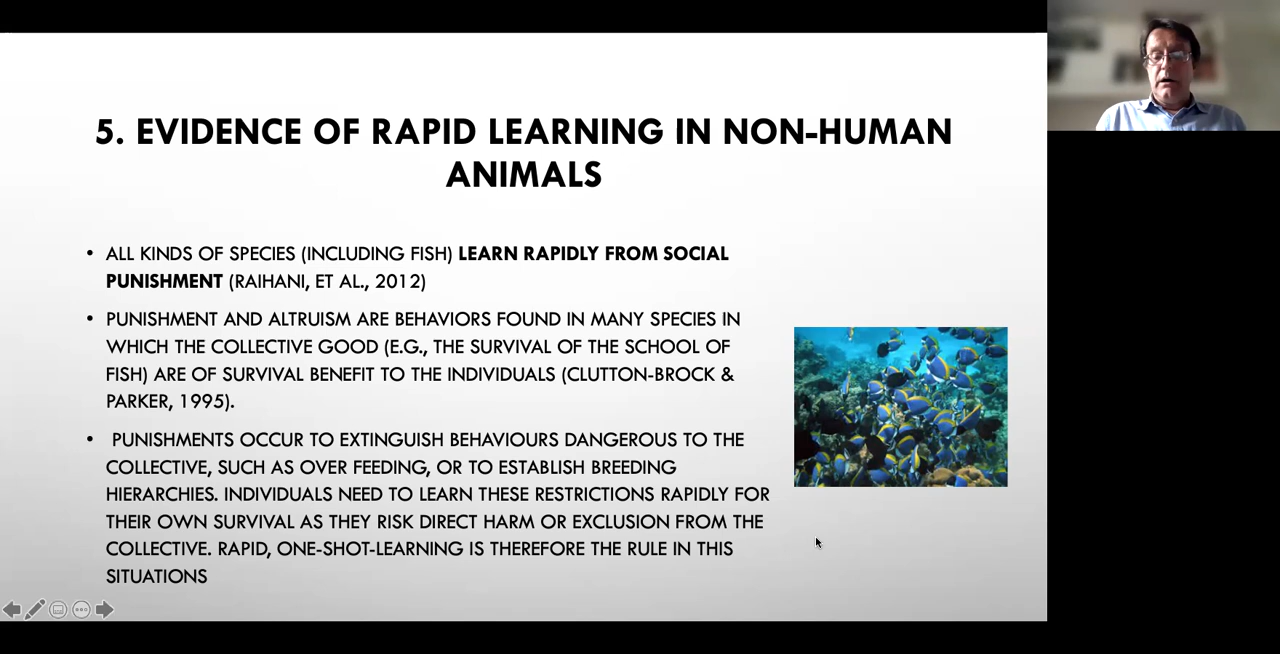 5. EVIDENCE OF RAPID LEARNING IN NON-HUMAN
ANIMALS
• ALL KINDS OF SPECIES (INCLUDING FISH) LEARN RAPIDLY FROM SOCIAL
PUNISHMENT (RAIHANI, ET AL., 2012)
• PUNISHMENT AND ALTRUISM ARE BEHAVIORS FOUND IN MANY SPECIES IN
WHICH THE COLLECTIVE GOOD (E.G., THE SURVIVAL OF THE SCHOOL OF
FISH) ARE OF SURVIVAL BENEFIT TO THE INDIVIDUALS (CLUTTON-BROCK &
PARKER, 1995).
• PUNISHMENTS OCCUR TO EXTINGUISH BEHAVIOURS DANGEROUS TO THE
COLLECTIVE, SUCH AS OVER FEEDING, OR TO ESTABLISH BREEDING
HIERARCHIES. INDIVIDUALS NEED TO LEARN THESE RESTRICTIONS RAPIDLY FOR
THEIR OWN SURVIVAL AS THEY RISK DIRECT HARM OR EXCLUSION FROM THE
COLLECTIVE. RAPID, ONE-SHOT-LEARNING IS THEREFORE THE RULE IN THIS
SITUATIONS